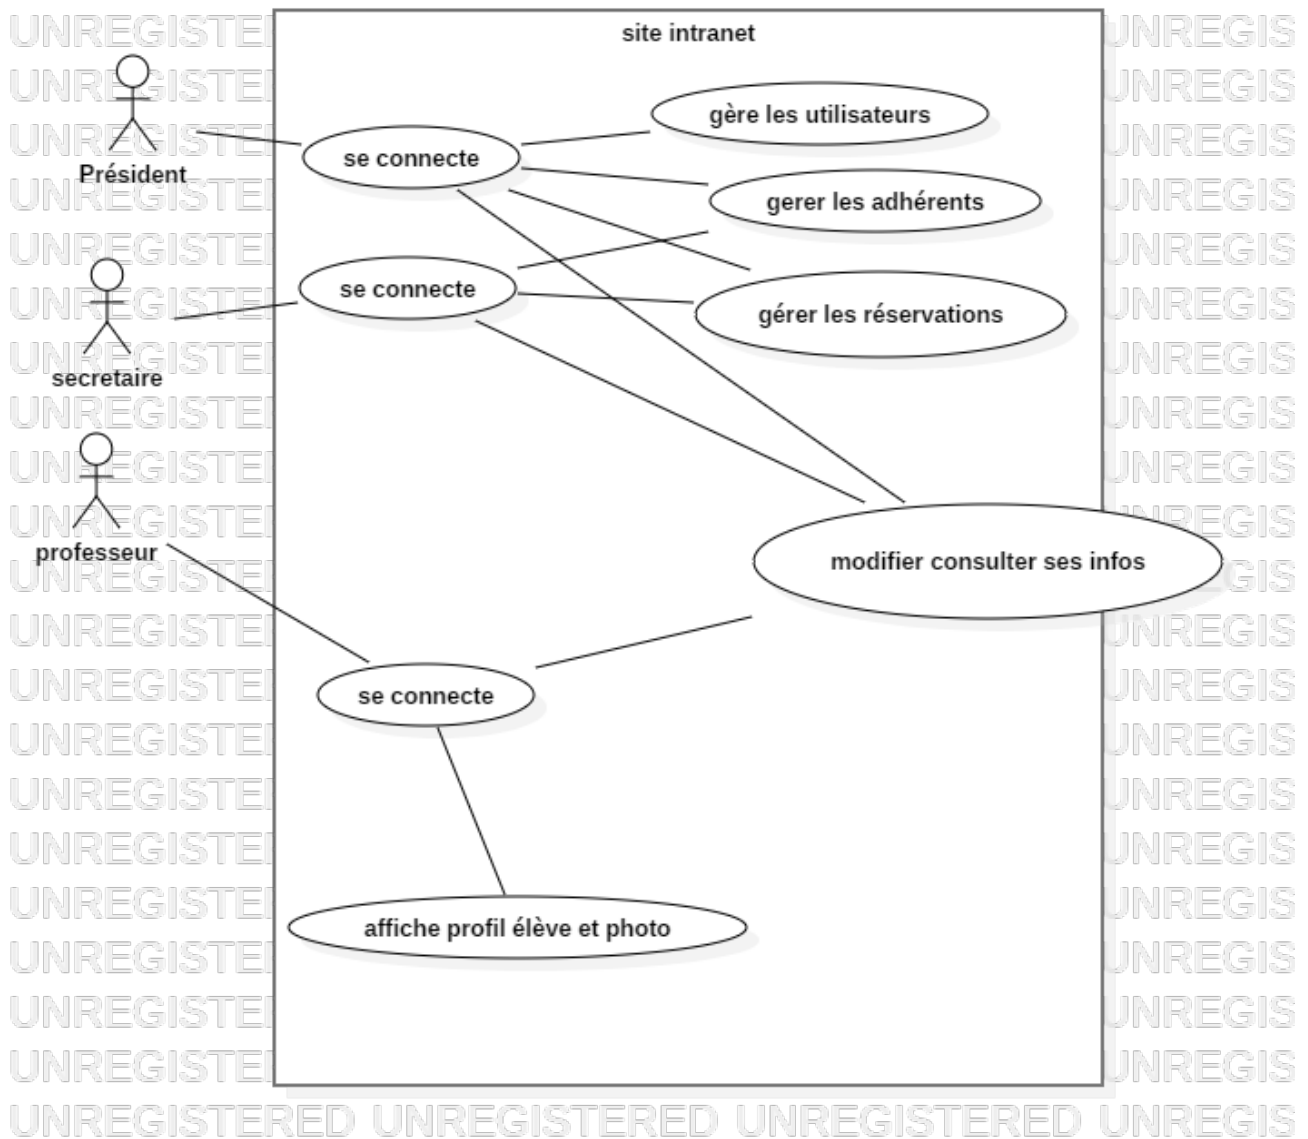 site intranet
Président
se connecte
gère les utilisateurs
gerer les adhérents
secretaire
se connecte
gérer les réservations
professeur
modifier consulter ses infos
se connecte
affiche profil élève et photo
UNREGISTERED UNREGISTERED UNREGISTERED UNREGIS